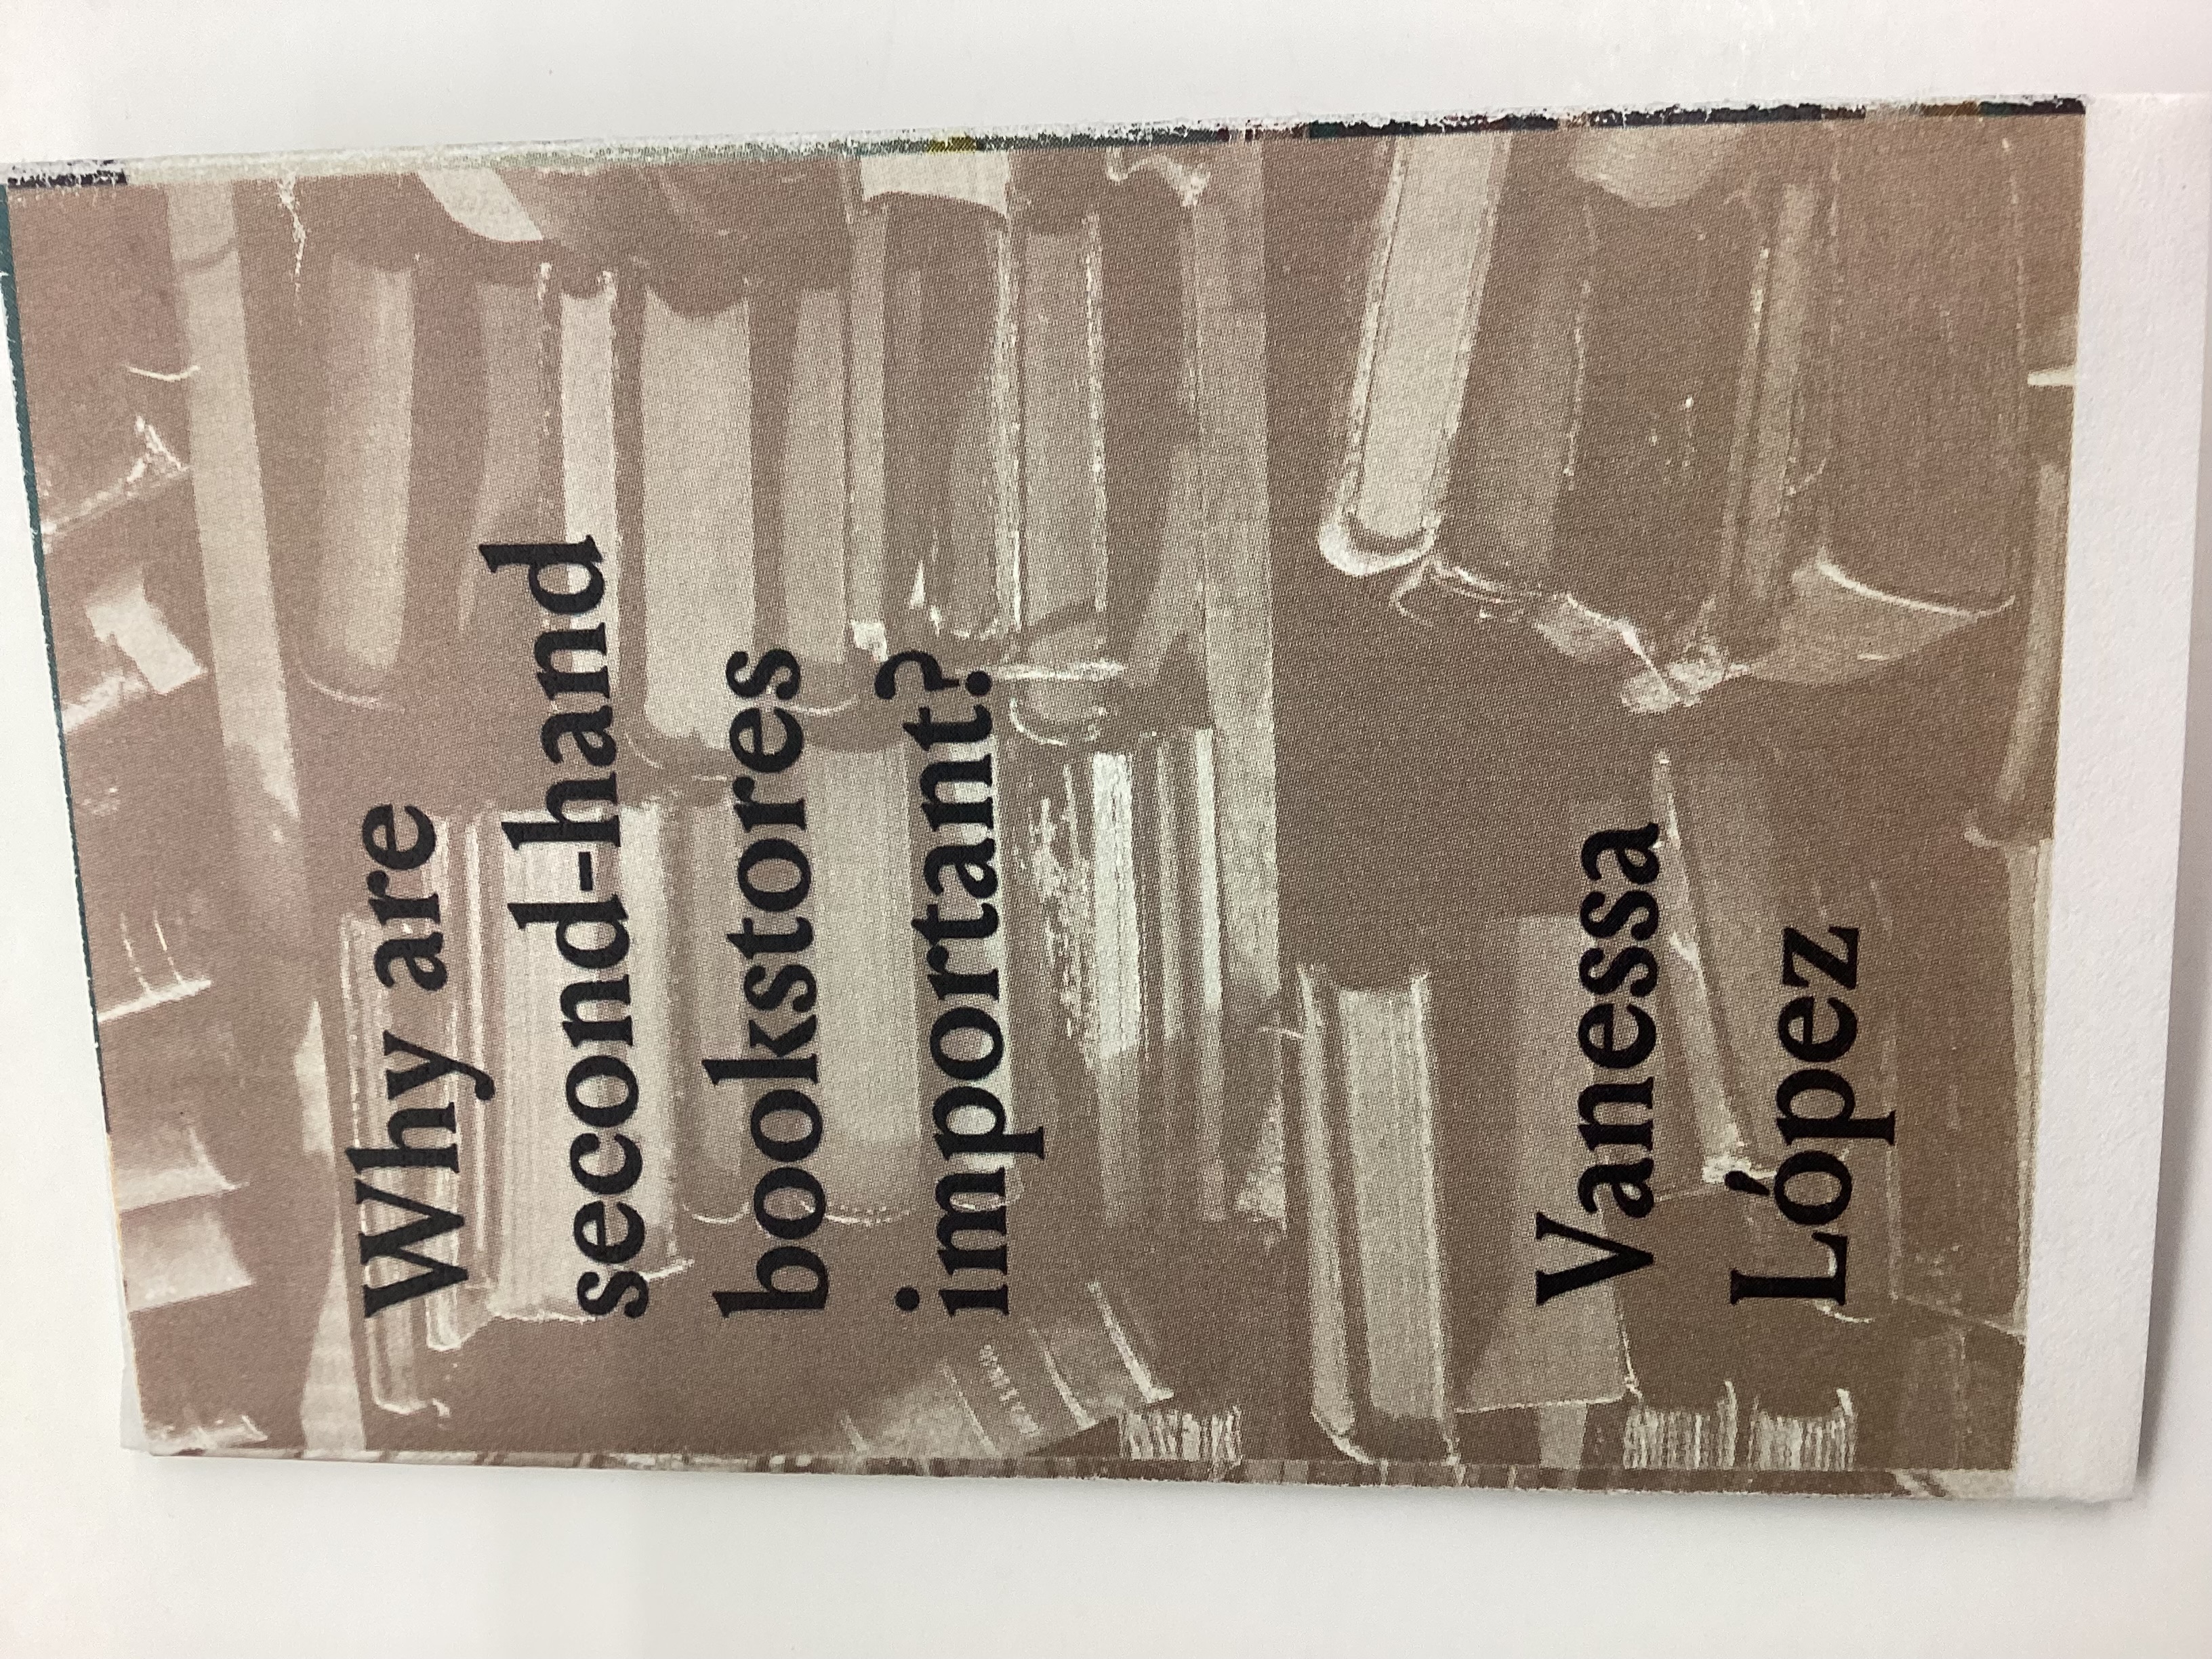 Why are
second-hand
bookstores
important?
Vanessa
López